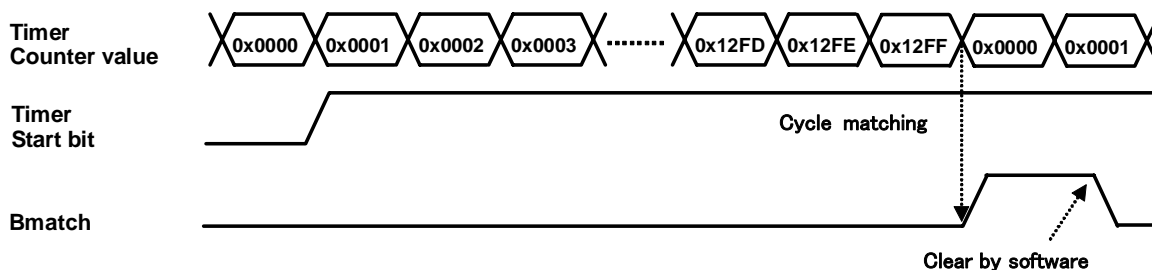 Timer
Counter value
0x0000 0x0001 0x0002 0x0003 0x12FD 0x12FE 0x12FF 0x0000 0x0001
Timer
Start bit
Cycle matching
Bmatch
Clear by software